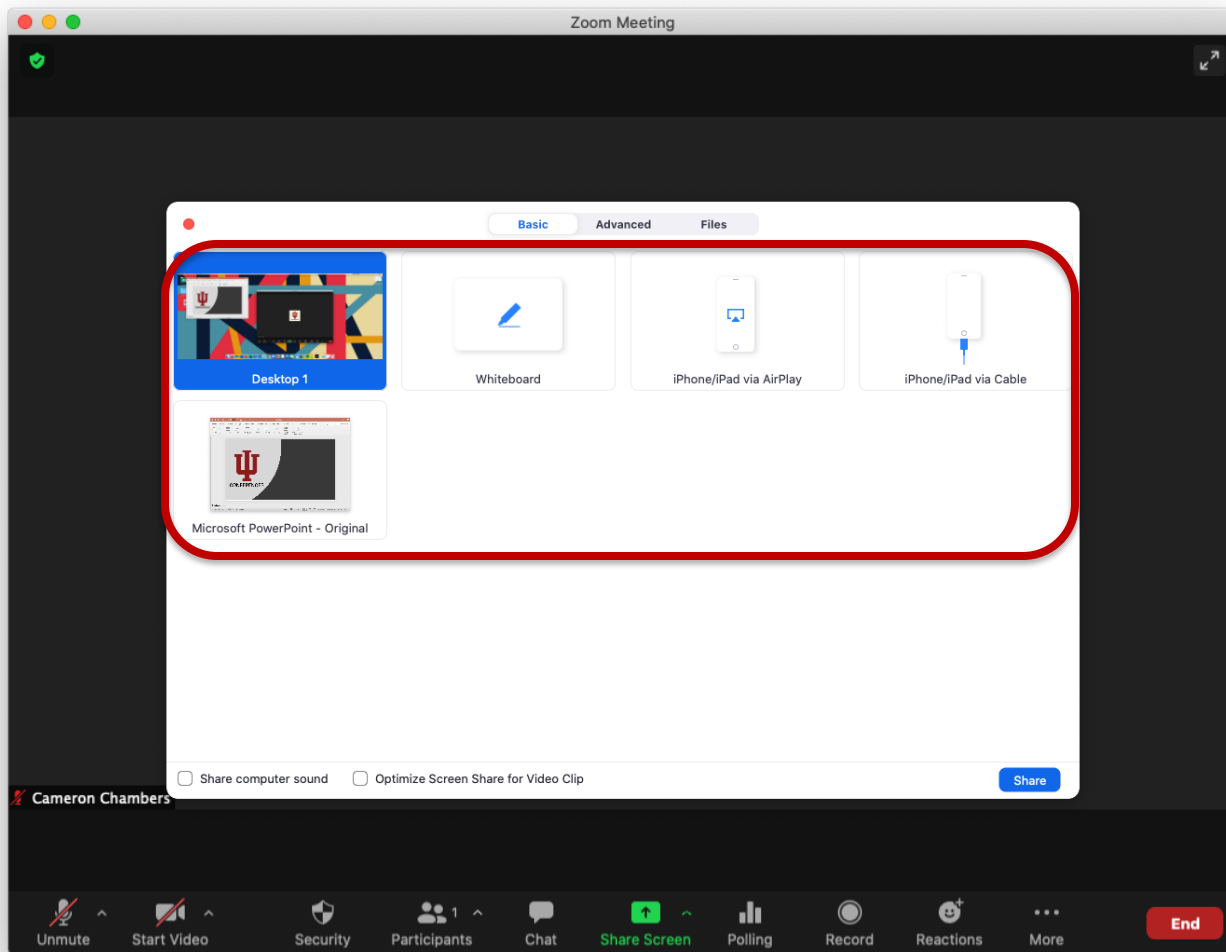 Zoom Meeting
Basic Advanced Files
Desktop 1 Whiteboard iPhone/iPad via AirPlay iPhone/iPad via Cable
CONFERENCES
Microsoft PowerPoint - Original
Share computer sound Optimize Screen Share for Video Clip Share
Cameron Chambers
1
Unmute Start Video Security Participants Chat Share Screen Polling Record Reactions More End